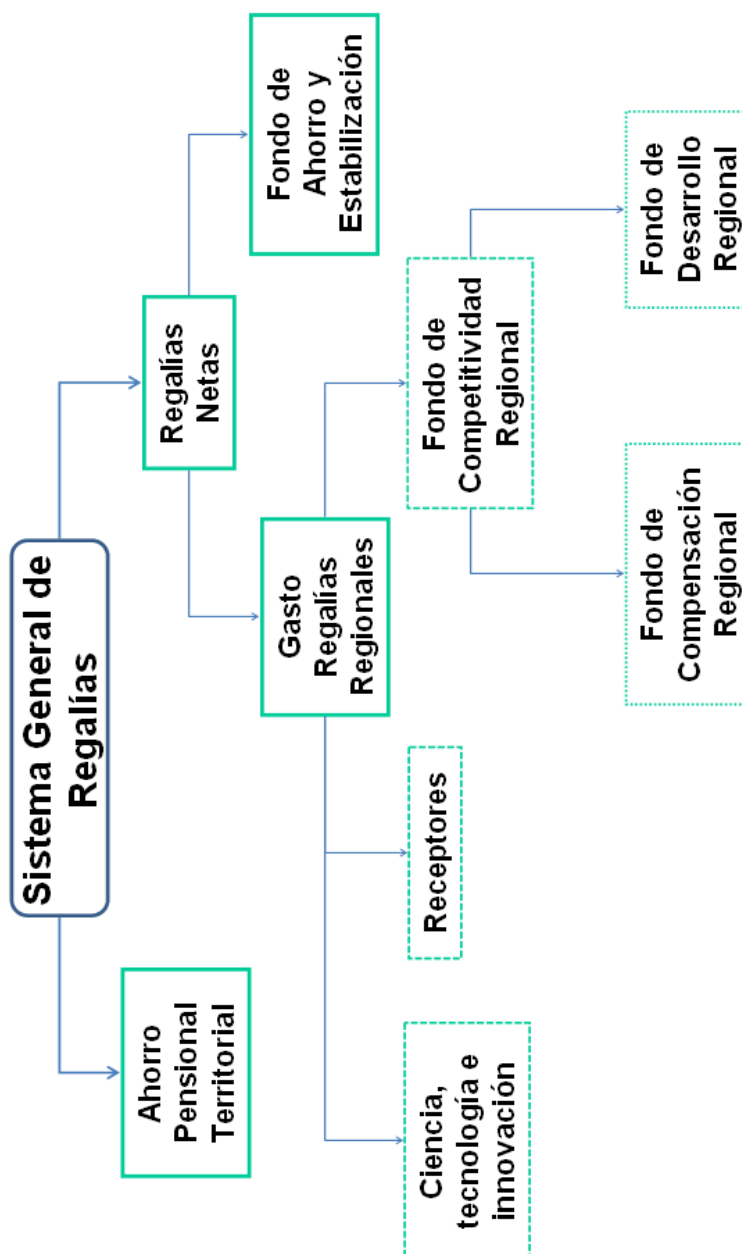 Sistema General de
Regalías
Ahorro
Pensional
Territorial
Regalías
Netas
Gasto
Regalías
Regionales
Fondo de
Ahorro y
Estabilización
Ciencia,
tecnología e
innovación
Receptores
Fondo de
Competitividad
Regional
Fondo de
Compensación
Regional
Fondo de
Desarrollo
Regional